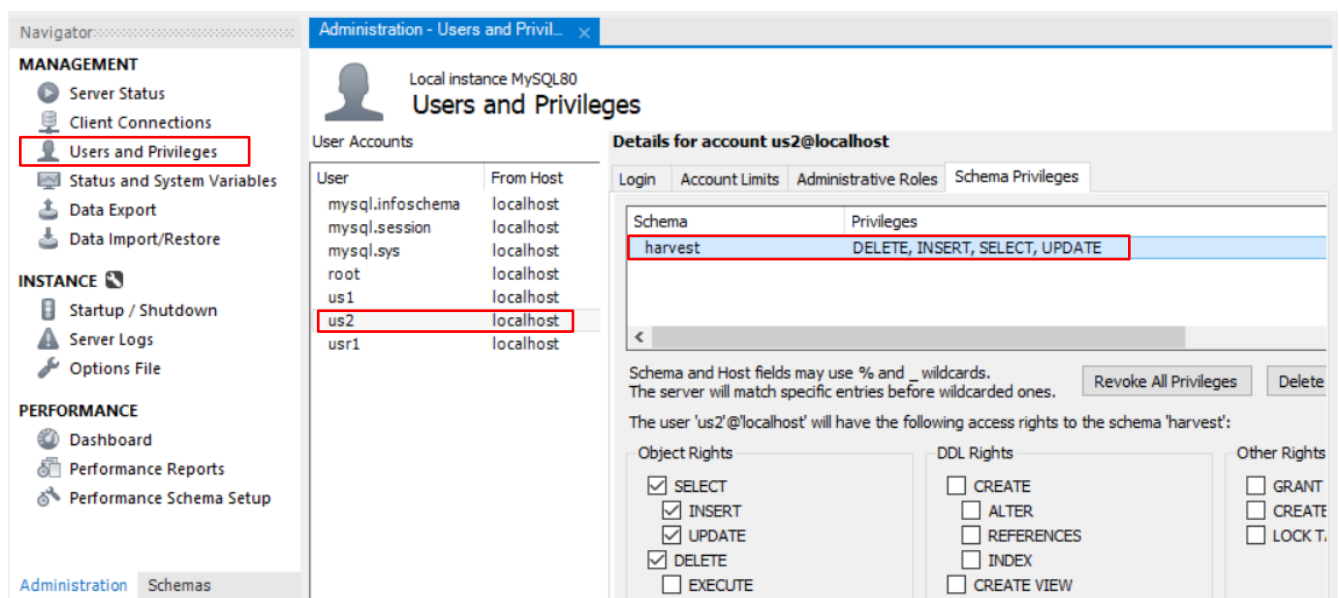 Navigator
MANAGEMENT
Server Status
Client Connections
Users and Privileges
Status and System Variables
Data Export
Data Import/Restore
INSTANCE
Startup / Shutdown
Server Logs
Options File
PERFORMANCE
Dashboard
Performance Reports
Performance Schema Setup
Administration Schemas
Administration - Users and Privil...
Local instance MySQL80
Users and Privileges
User Accounts
User From Host
mysql.infoschema localhost
mysql.session localhost
mysql.sys localhost
root localhost
us1 localhost
us2 localhost
usr1 localhost
Details for account us2@localhost
Login Account Limits Administrative Roles Schema Privileges
Schema Privileges
harvest DELETE, INSERT, SELECT, UPDATE
Schema and Host fields may use % and _ wildcards.
The server will match specific entries before wildcarded ones.
Revoke All Privileges Delete
The user 'us2'@'localhost' will have the following access rights to the schema 'harvest':
Object Rights
SELECT
INSERT
UPDATE
DELETE
EXECUTE
DDL Rights
CREATE
ALTER
REFERENCES
INDEX
CREATE VIEW
Other Rights
GRANT
CREATE
LOCK T